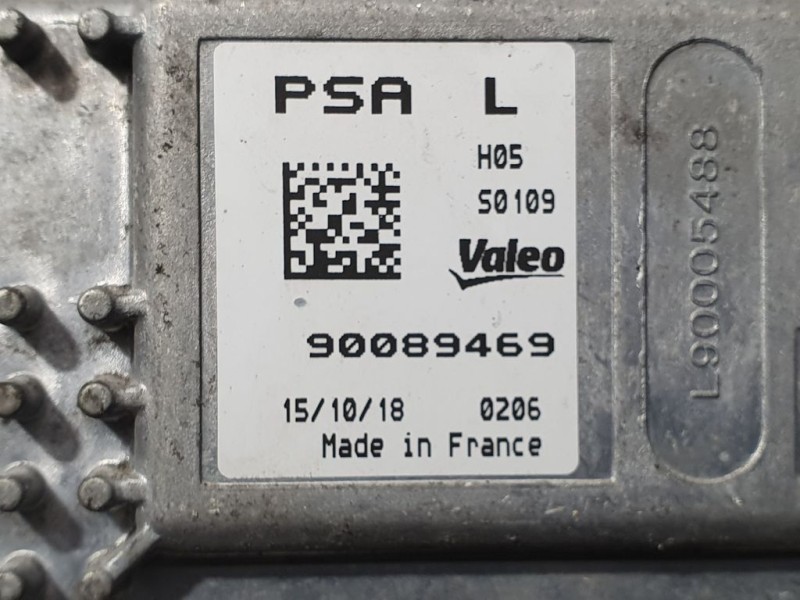 PSA L
H05
S0109
Valeo
90089469
15/10/18 0206
Made in France
L90005488